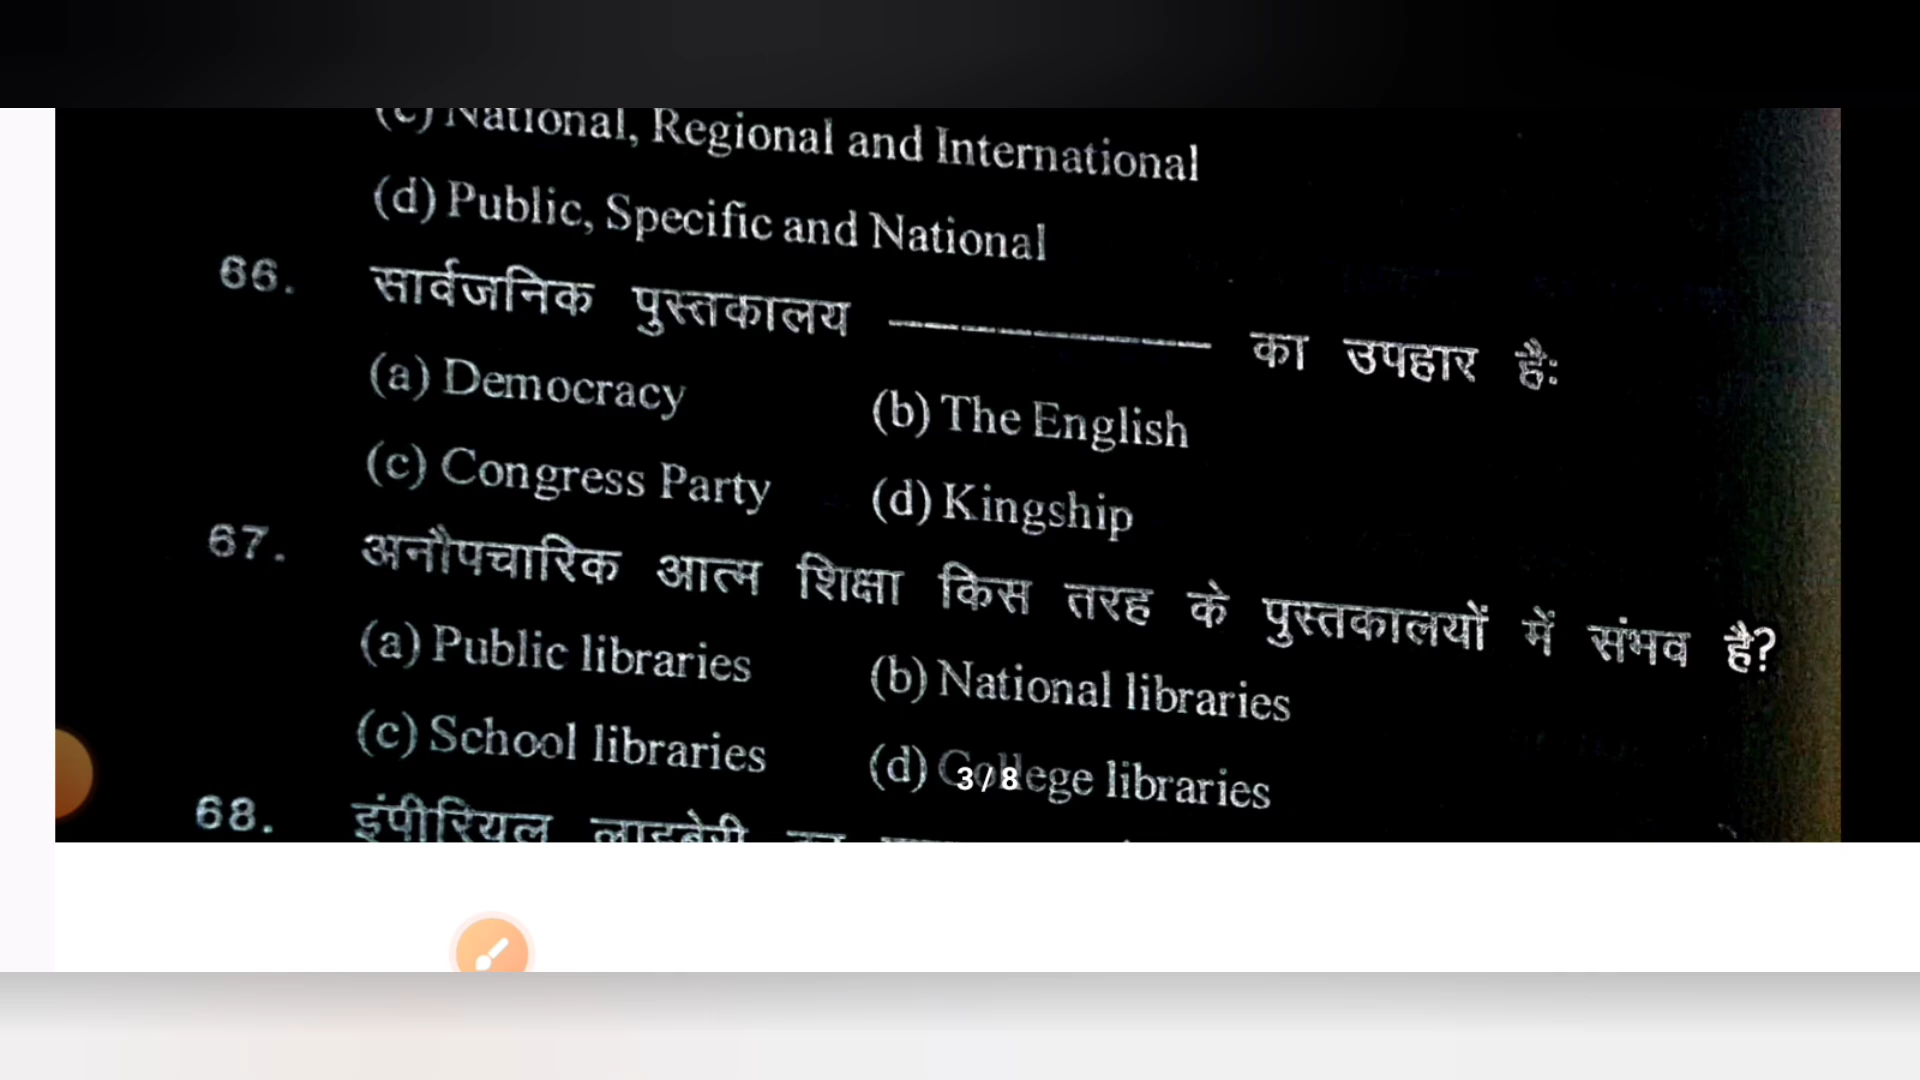 (c) National, Regional and International
(d) Public, Specific and National
66. सार्वजनिक पुस्तकालय ---------- का उपहार है:
(a) Democracy (b) The English
(c) Congress Party (d) Kingship
67. अनौपचारिक आत्म शिक्षा किस तरह के पुस्तकालयों में संभव है?
(a) Public libraries (b) National libraries
(c) School libraries (d) College libraries
3 / 8
68. इंपीरियल लाइब्रेरी का